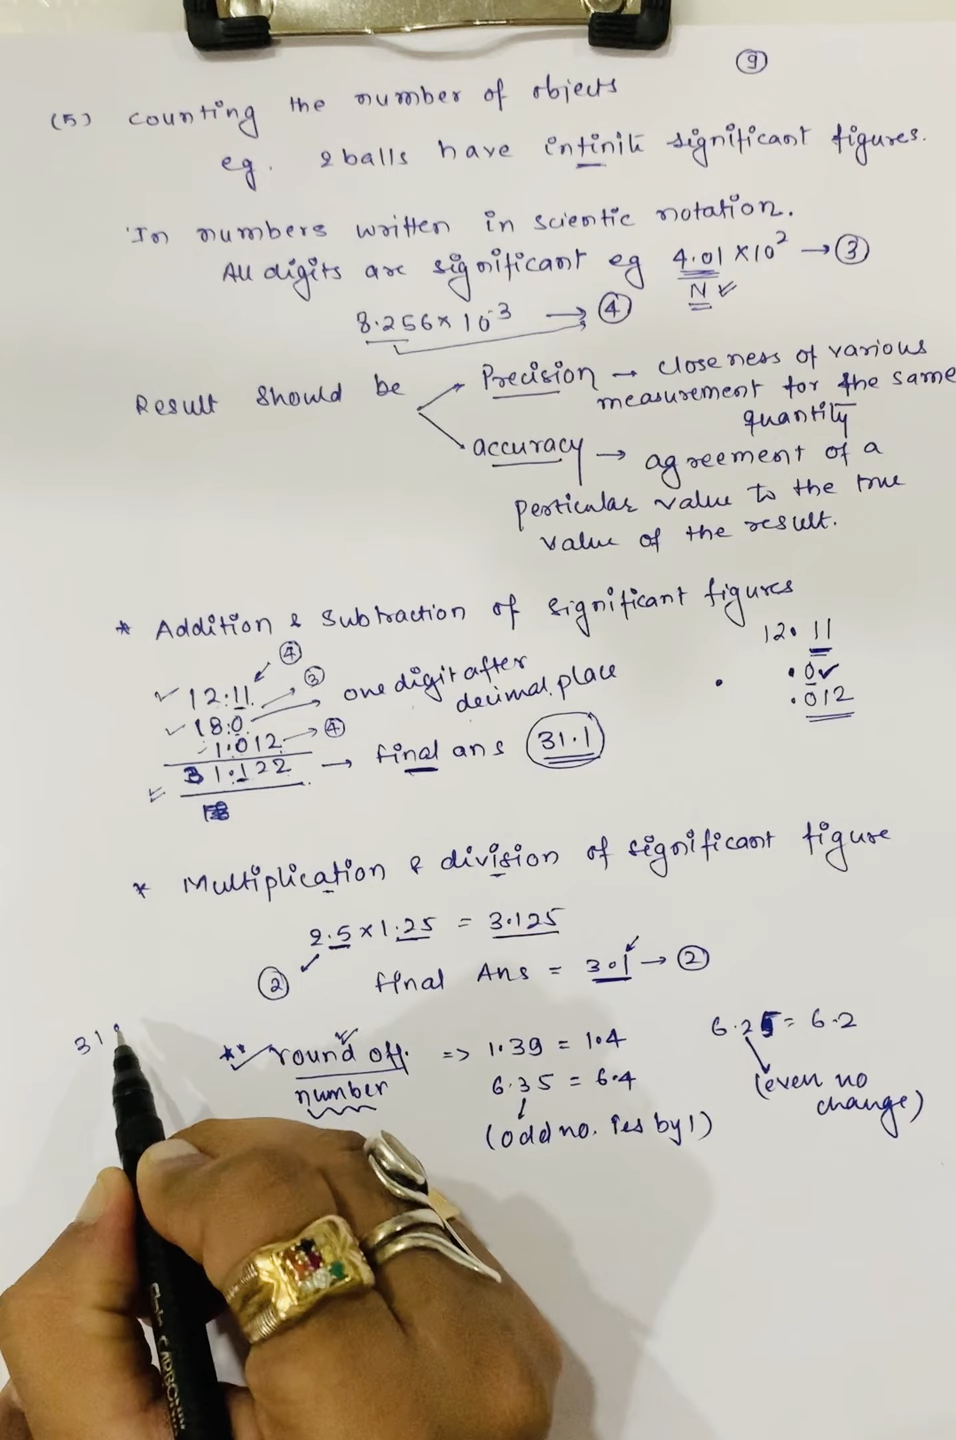 9
(5) counting the number of objects
eg. 2 balls have infinite significant figures.
In numbers written in scientic notation.
All digits are significant eg 4.01 × 10² → 3
N
8.256 × 10⁻³ → 4
Result should be
Precision → closeness of various
measurement for the same
quantity
accuracy → agreement of a
perticular value to the true
value of the result.
* Addition & Subtraction of significant figures
12.11 → 4
18.0 → 3
one digit after
decimal place
1.012 → 4
31.122 → final ans 31.1
12.11
.0
.012
* Multiplication & division of significant figure
2.5 × 1.25 = 3.125
2
final Ans = 3.1 → 2
31
** round off.
number
=> 1.39 = 1.4
6.35 = 6.4
(odd no. ↑es by 1)
6.25 = 6.2
(even no
change)